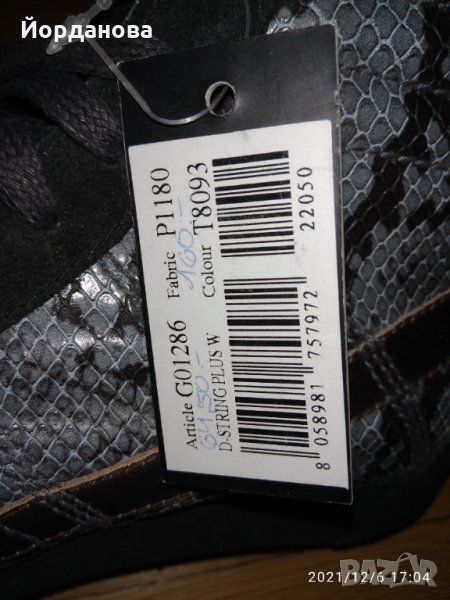 Йорданова
Article G01286 Fabric P1180
64,50.- 160,-
D-STRING PLUS W Colour T8093
22050
8 058981 757972
2021/12/6 17:04
BAZAR